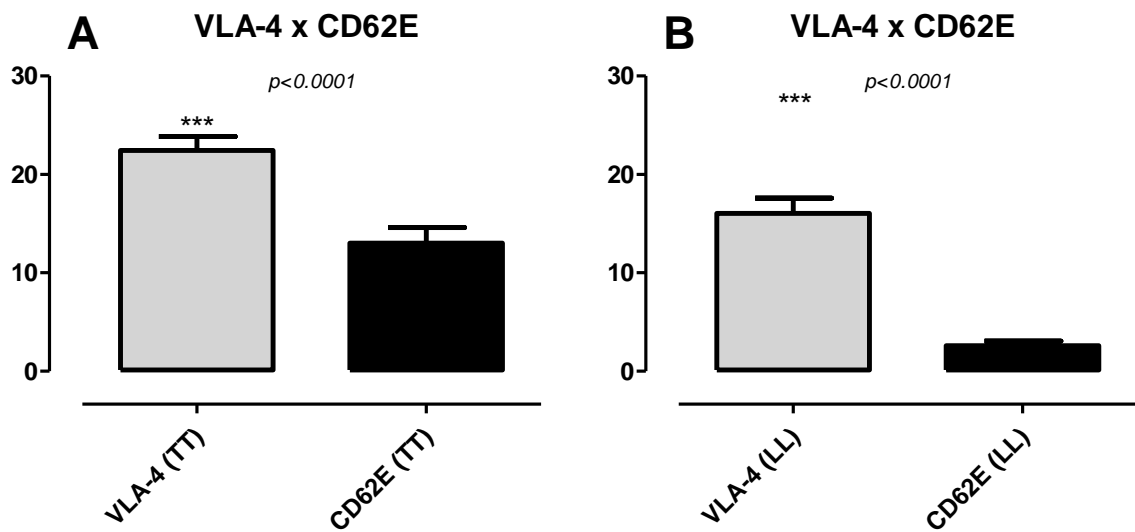 A
VLA-4 x CD62E
p<0.0001
***
30
20
10
0
VLA-4 (TT)
CD62E (TT)
B
VLA-4 x CD62E
p<0.0001
***
30
20
10
0
VLA-4 (LL)
CD62E (LL)